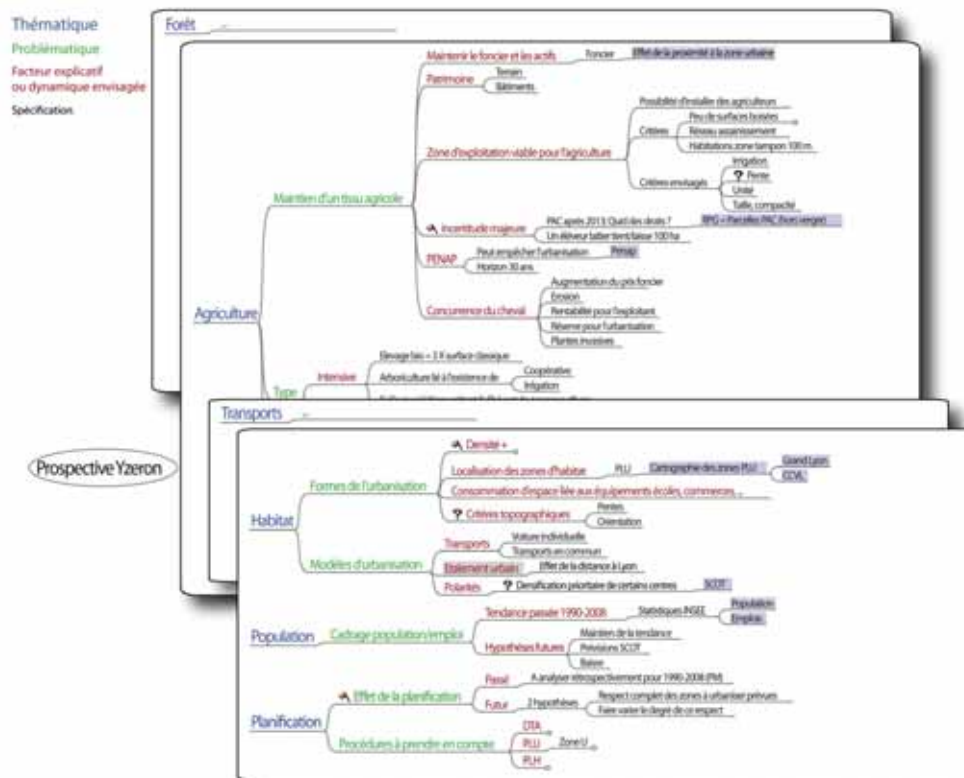 Thématique
Problématique
Facteur explicatif
ou dynamique envisagée
Spécification
Forêt
Maintenir le foncier et les actifs
Foncier
Effet de la proximité à la zone urbaine
Patrimoine
Terrain
Bâtiments
Zone d'exploitation viable pour l'agriculture
Possibilité d'installer des agriculteurs
Critères
Peu de surfaces boisées
Réseau assainissement
Habitations zone tampon 100 m
Critères envisagés
Irrigation
? Pente
Unité
Taille, compacité
Maintien d'un tissu agricole
Incertitude majeure
PAC après 2013: Quid des droits ?
RPG = Parcelles PAC (hors verger)
Un éleveur laitier tient/laisse 100 ha
PENAP
Peut empêcher l'urbanisation
Penap
Horizon 30 ans
Concurrence du cheval
Augmentation du prix foncier
Erosion
Rentabilité pour l'exploitant
Réserve pour l'urbanisation
Plantes invasives
Agriculture
Type
Intensive
Arboriculture lié à l'existence de
Coopérative
Irrigation
Transports
Prospective Yzeron
Habitat
Formes de l'urbanisation
Densité +
Localisation des zones d'habitat
PLU
Cartographie des zones PLU
Grand Lyon
CCVL
Consommation d'espace liée aux équipements écoles, commerces, ...
? Critères topographiques
Pentes
Orientation
Modèles d'urbanisation
Transports
Voiture individuelle
Transports en commun
Etalement urbain
Effet de la distance à Lyon
Polarités
? Densification prioritaire de certains centres
SCOT
Population
Cadrage population/emploi
Tendance passée 1990-2008
Statistiques INSEE
Population
Emplois
Hypothèses futures
Maintien de la tendance
Prévisions SCOT
Baisse
Planification
Effet de la planification
Passé
A analyser rétrospectivement pour 1990-2008 (PM)
Futur
2 hypothèses
Respect complet des zones à urbaniser prévues
Faire varier le degré de ce respect
Procédures à prendre en compte
DTA
PLU
Zone U
PLH